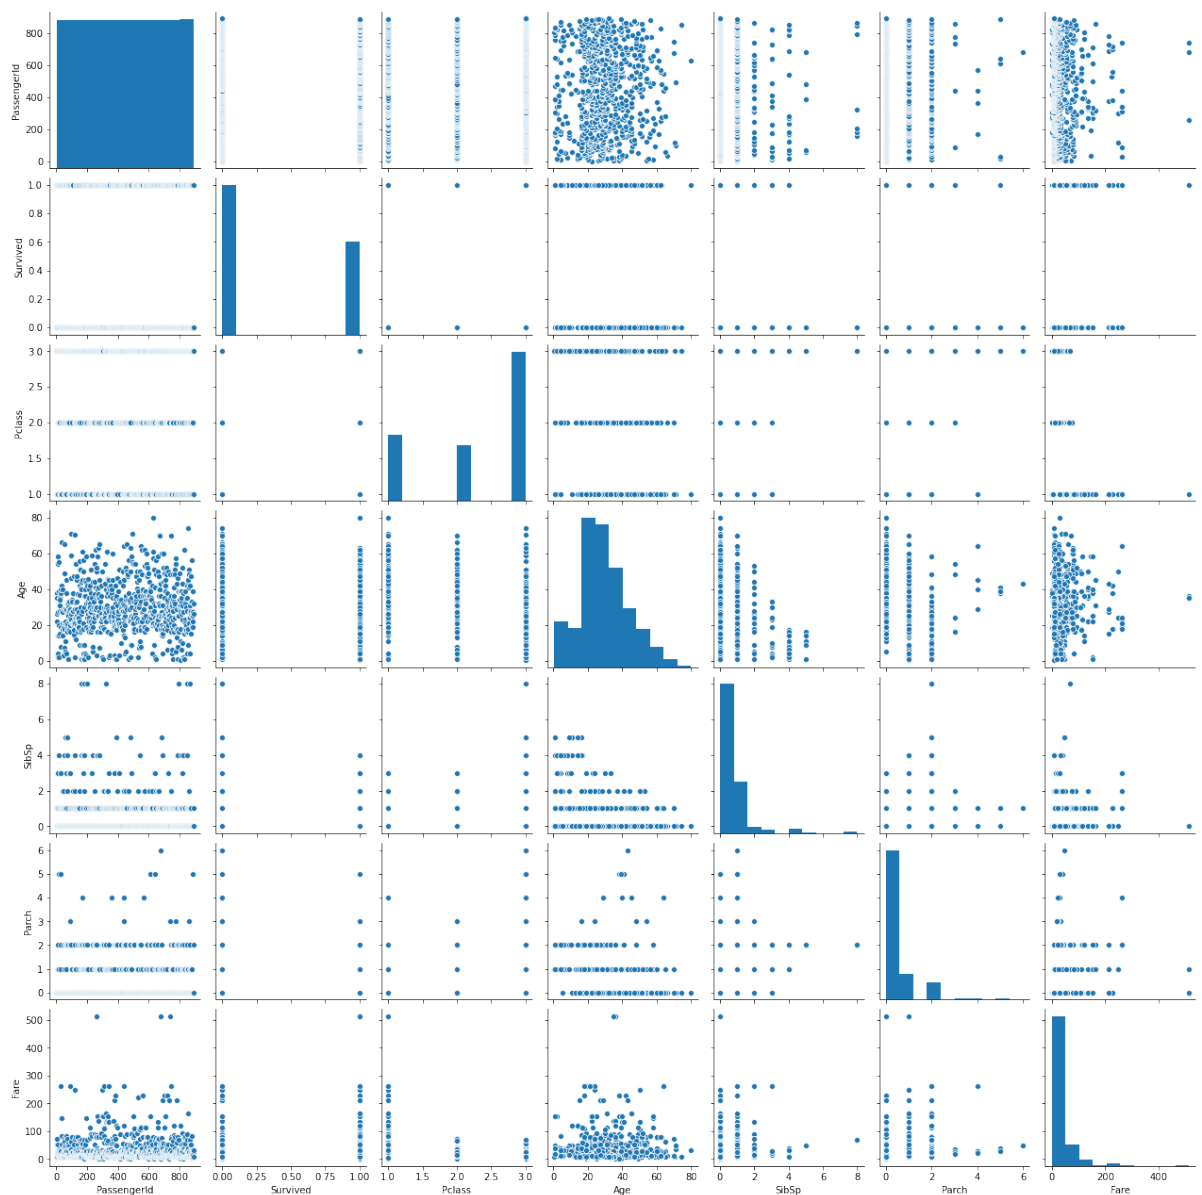 800
600
400
200
0
PassengerId
1.0
0.8
0.6
0.4
0.2
0.0
Survived
3.0
2.5
2.0
1.5
1.0
Pclass
80
60
40
20
0
Age
8
6
4
2
0
SibSp
6
5
4
3
2
1
0
Parch
500
400
300
200
100
0
Fare
0 200 400 600 800
0.00 0.25 0.50 0.75 1.00
1.0 1.5 2.0 2.5 3.0
0 20 40 60 80
0 2 4 6 8
0 2 4 6
0 200 400
PassengerId Survived Pclass Age SibSp Parch Fare